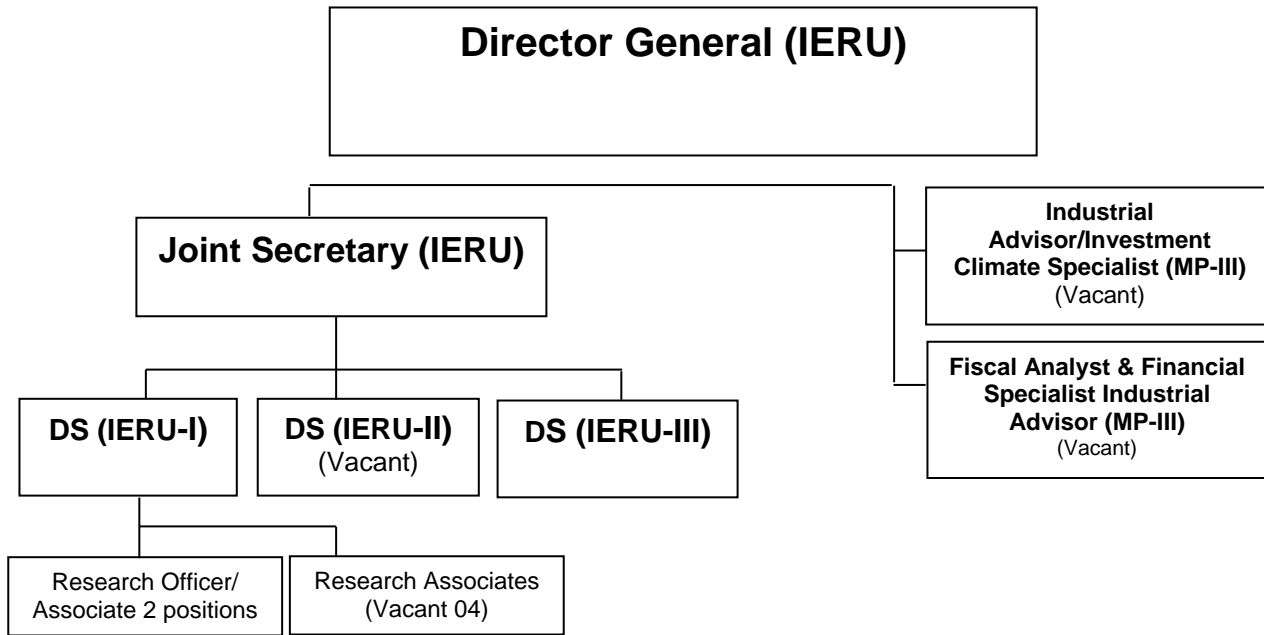 Director General (IERU)
Joint Secretary (IERU)
Industrial
Advisor/Investment
Climate Specialist (MP-III)
(Vacant)
Fiscal Analyst & Financial
Specialist Industrial
Advisor (MP-III)
(Vacant)
DS (IERU-I)
DS (IERU-II)
(Vacant)
DS (IERU-III)
Research Officer/
Associate 2 positions
Research Associates
(Vacant 04)